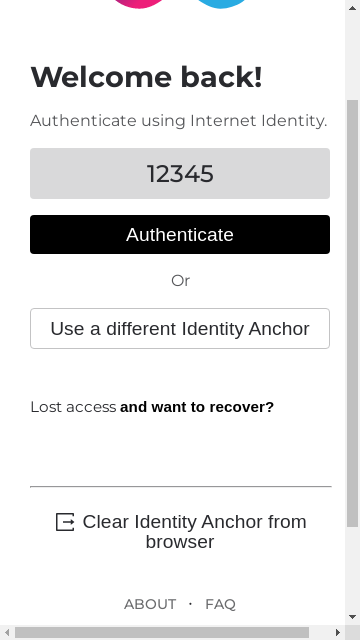 Welcome back!
Authenticate using Internet Identity.
12345
Authenticate
Or
Use a different Identity Anchor
Lost access and want to recover?
Clear Identity Anchor from
browser
ABOUT · FAQ